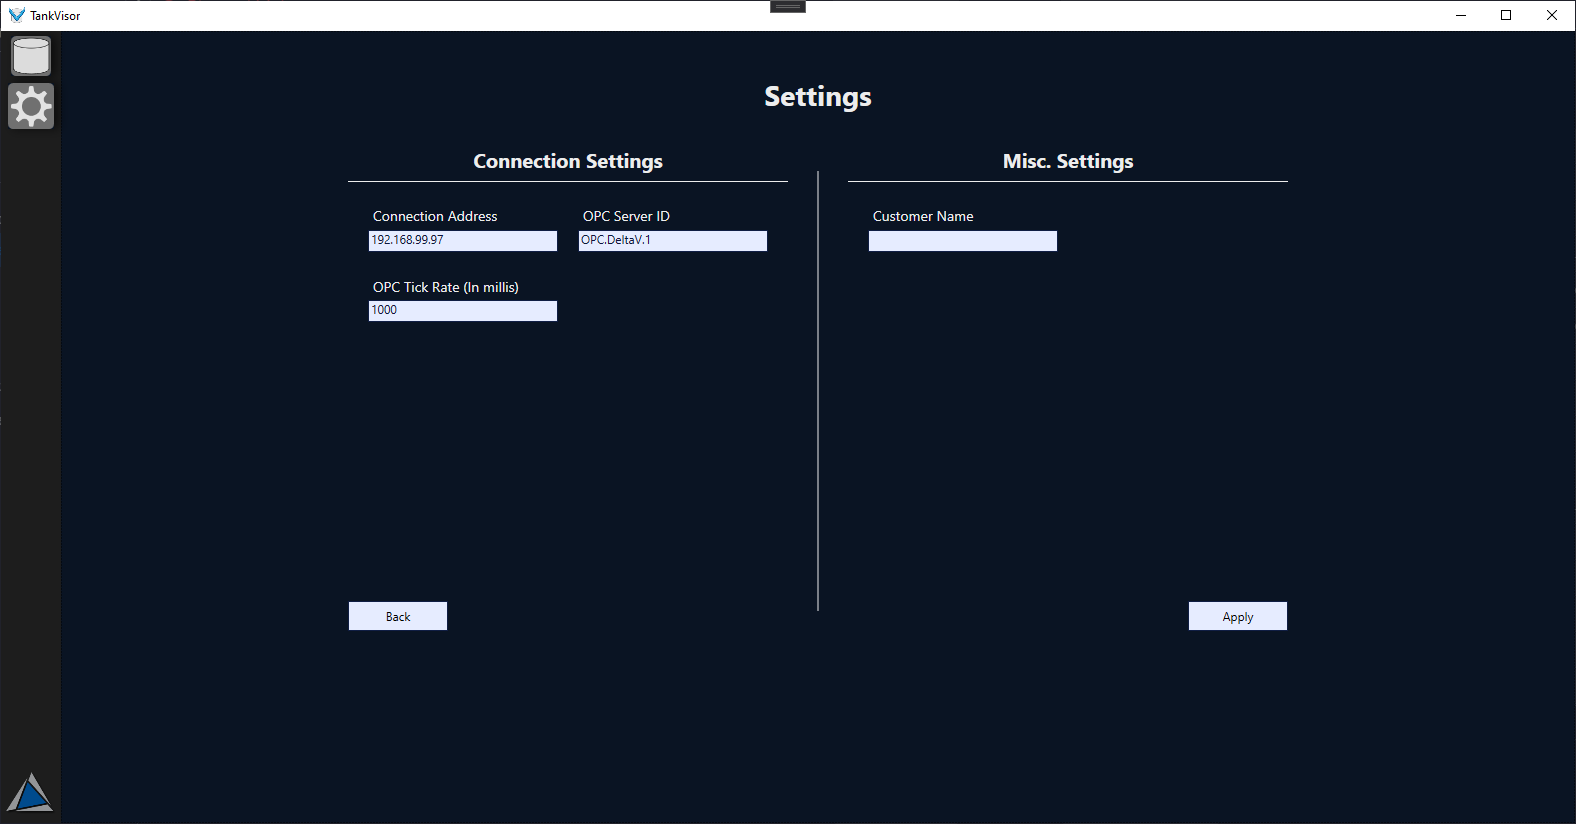 TankVisor
Settings
Connection Settings
Connection Address
OPC Server ID
192.168.99.97
OPC.DeltaV.1
OPC Tick Rate (In millis)
1000
Misc. Settings
Customer Name
Back
Apply